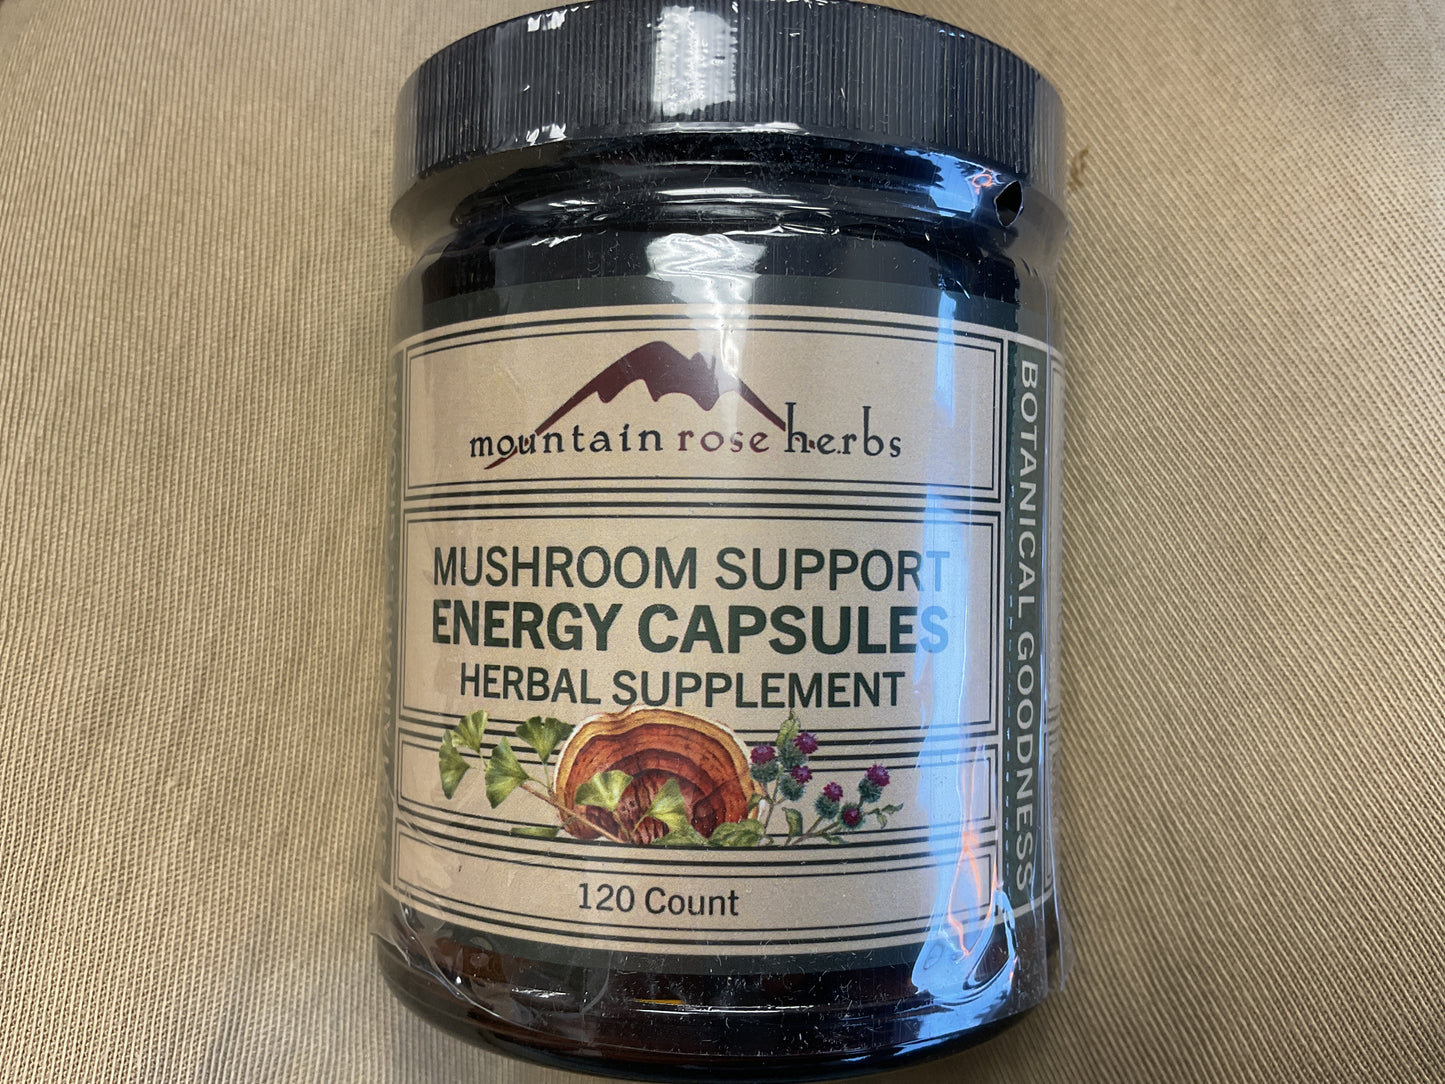 mountain rose herbs
MUSHROOM SUPPORT
ENERGY CAPSULES
HERBAL SUPPLEMENT
120 Count
BOTANICAL GOODNESS